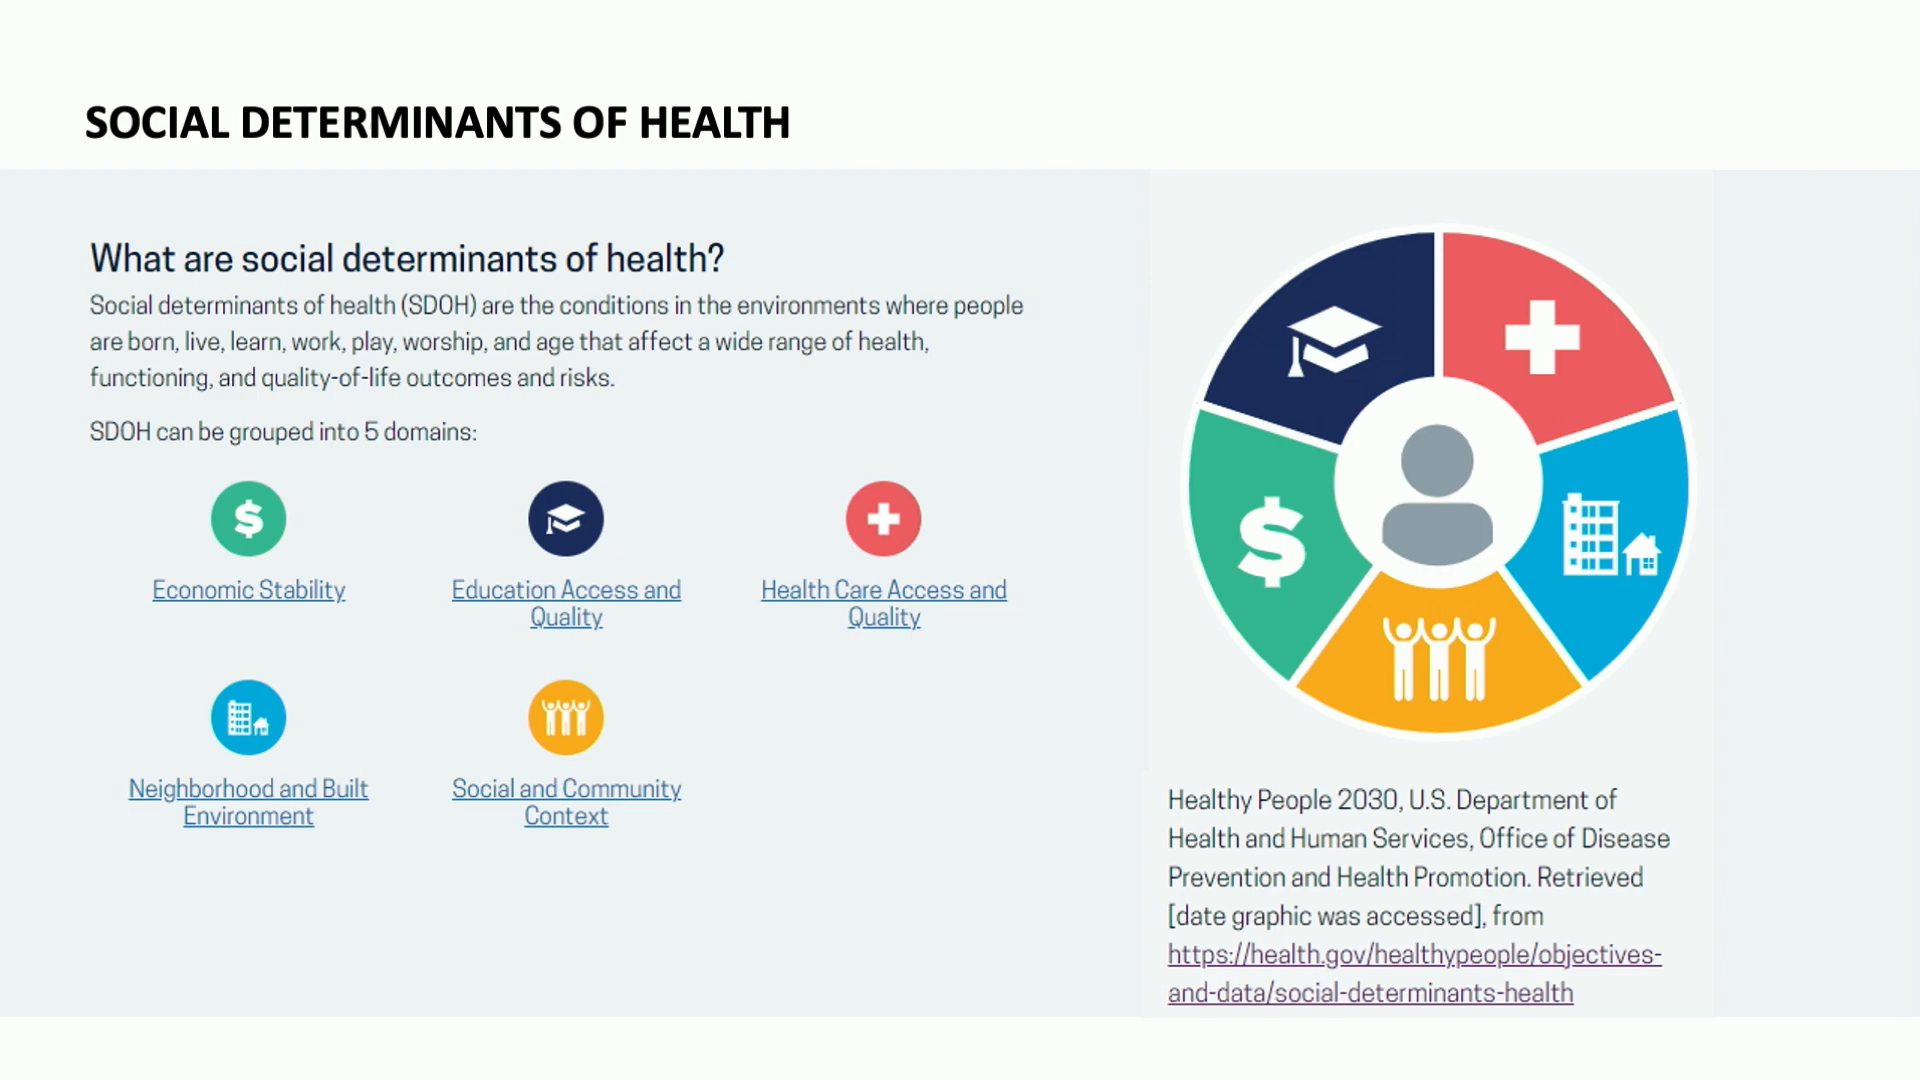 SOCIAL DETERMINANTS OF HEALTH
What are social determinants of health?
Social determinants of health (SDOH) are the conditions in the environments where people
are born, live, learn, work, play, worship, and age that affect a wide range of health,
functioning, and quality-of-life outcomes and risks.
SDOH can be grouped into 5 domains:
Economic Stability
Education Access and
Quality
Health Care Access and
Quality
Neighborhood and Built
Environment
Social and Community
Context
Healthy People 2030, U.S. Department of
Health and Human Services, Office of Disease
Prevention and Health Promotion. Retrieved
[date graphic was accessed], from
https://health.gov/healthypeople/objectives-
and-data/social-determinants-health